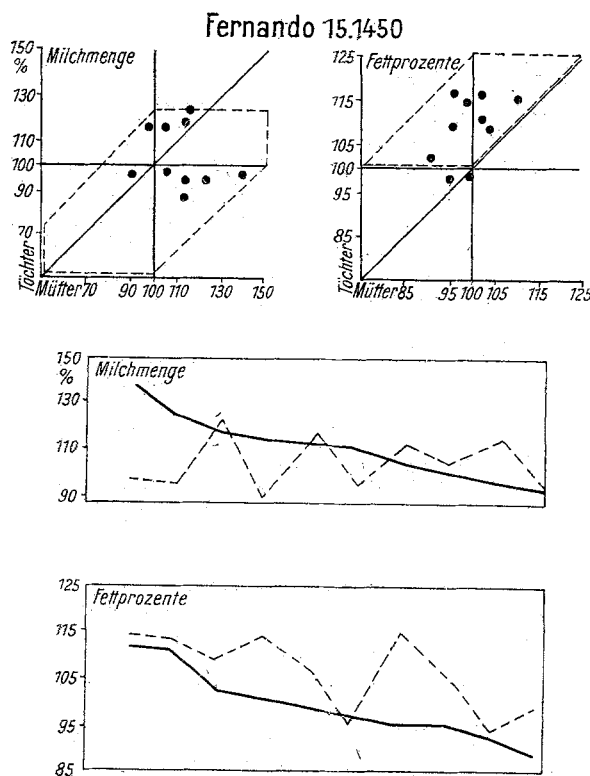 Fernando 15.1450
150
%
Milchmenge
130
110
100
90
70
Töchter
Mütter 70 90 100 110 130 150
125
Fettprozente
115
105
100
95
85
Töchter
Mütter 85 95 100 105 115 125
150
%
Milchmenge
130
110
90
125
Fettprozente
115
105
95
85